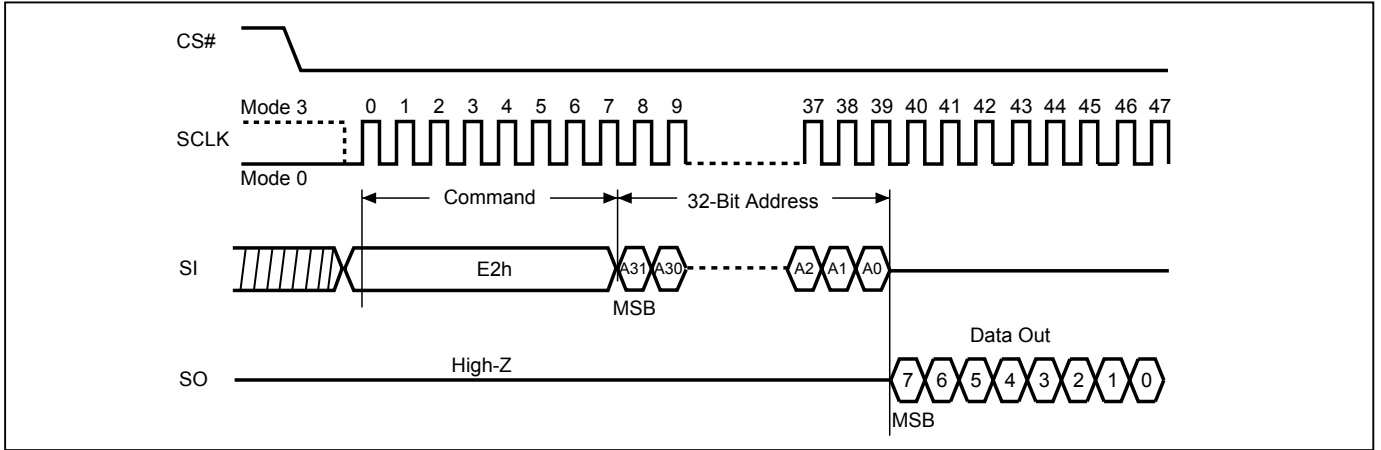 CS#
Mode 3
0 1 2 3 4 5 6 7 8 9 37 38 39 40 41 42 43 44 45 46 47
SCLK
Mode 0
Command
32-Bit Address
SI
E2h
A31 A30 A2 A1 A0
MSB
Data Out
High-Z
SO
7 6 5 4 3 2 1 0
MSB